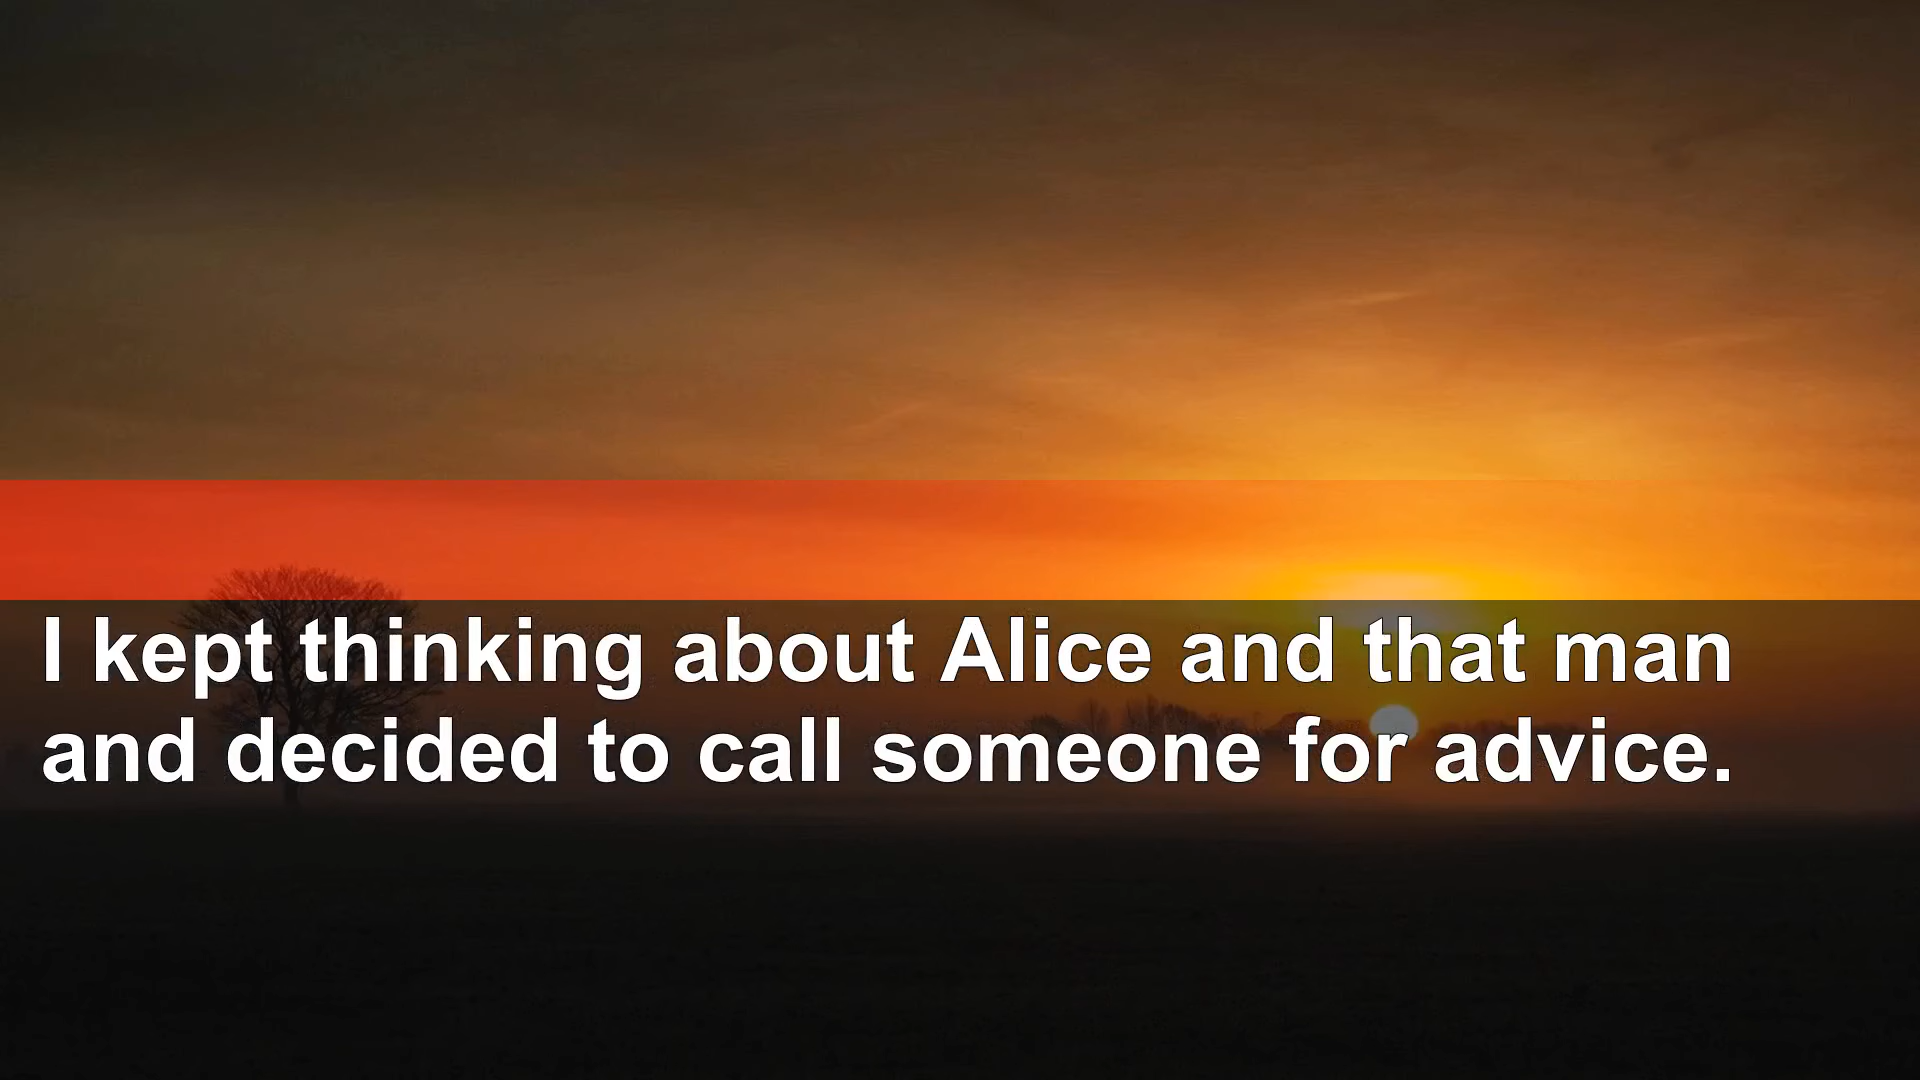 I kept thinking about Alice and that man
and decided to call someone for advice.